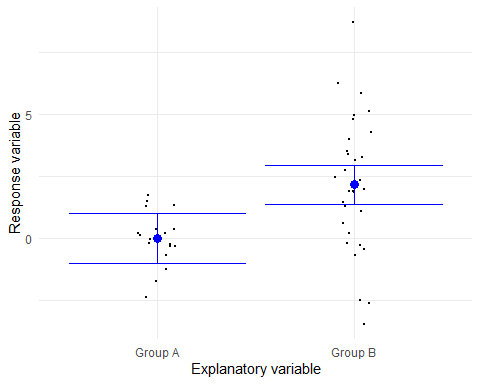 Response variable
5
0
Group A
Group B
Explanatory variable